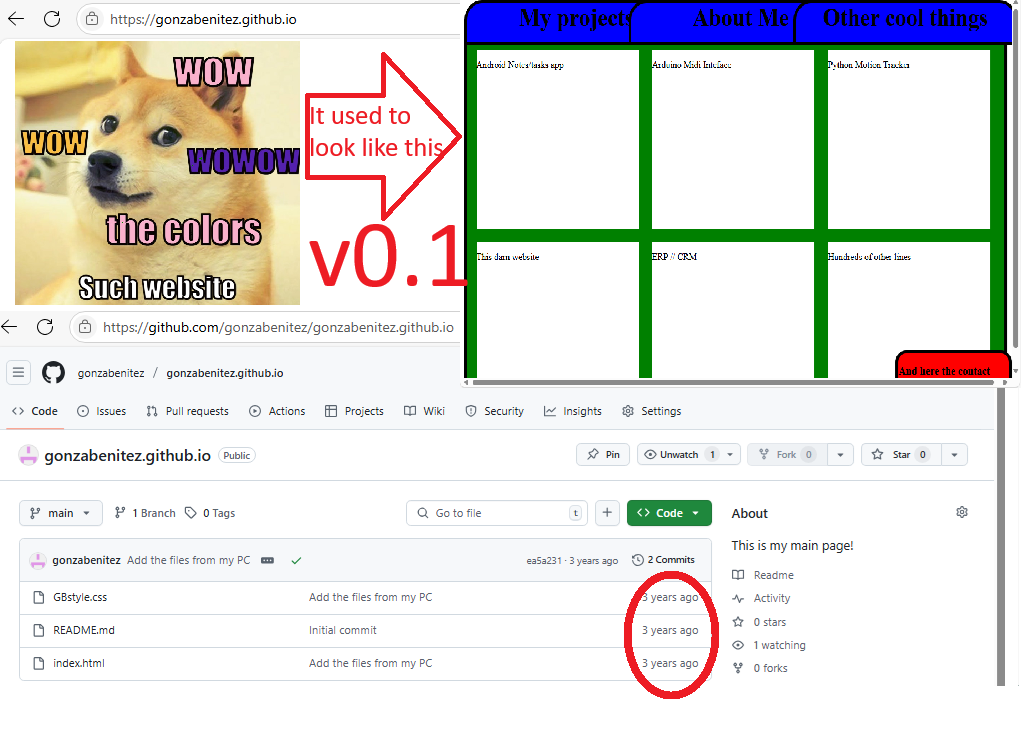 https://gonzabenitez.github.io
WOW
WOW
WOWOW
the colors
Such website
It used to
look like this
v0.1
My projects
About Me
Other cool things
Android Notes/tasks app
Arduino Midi Inteface
Python Motion Tracker
This darn website
ERP // CRM
Hundreds of other lines
And here the contact
https://github.com/gonzabenitez/gonzabenitez.github.io
gonzabenitez / gonzabenitez.github.io
Code Issues Pull requests Actions Projects Wiki Security Insights Settings
gonzabenitez.github.io Public
Pin Unwatch 1 Fork 0 Star 0
main 1 Branch 0 Tags Go to file t + Code
About
This is my main page!
gonzabenitez Add the files from my PC ea5a231 · 3 years ago 2 Commits
GBstyle.css Add the files from my PC 3 years ago
README.md Initial commit 3 years ago
index.html Add the files from my PC 3 years ago
Readme
Activity
0 stars
1 watching
0 forks